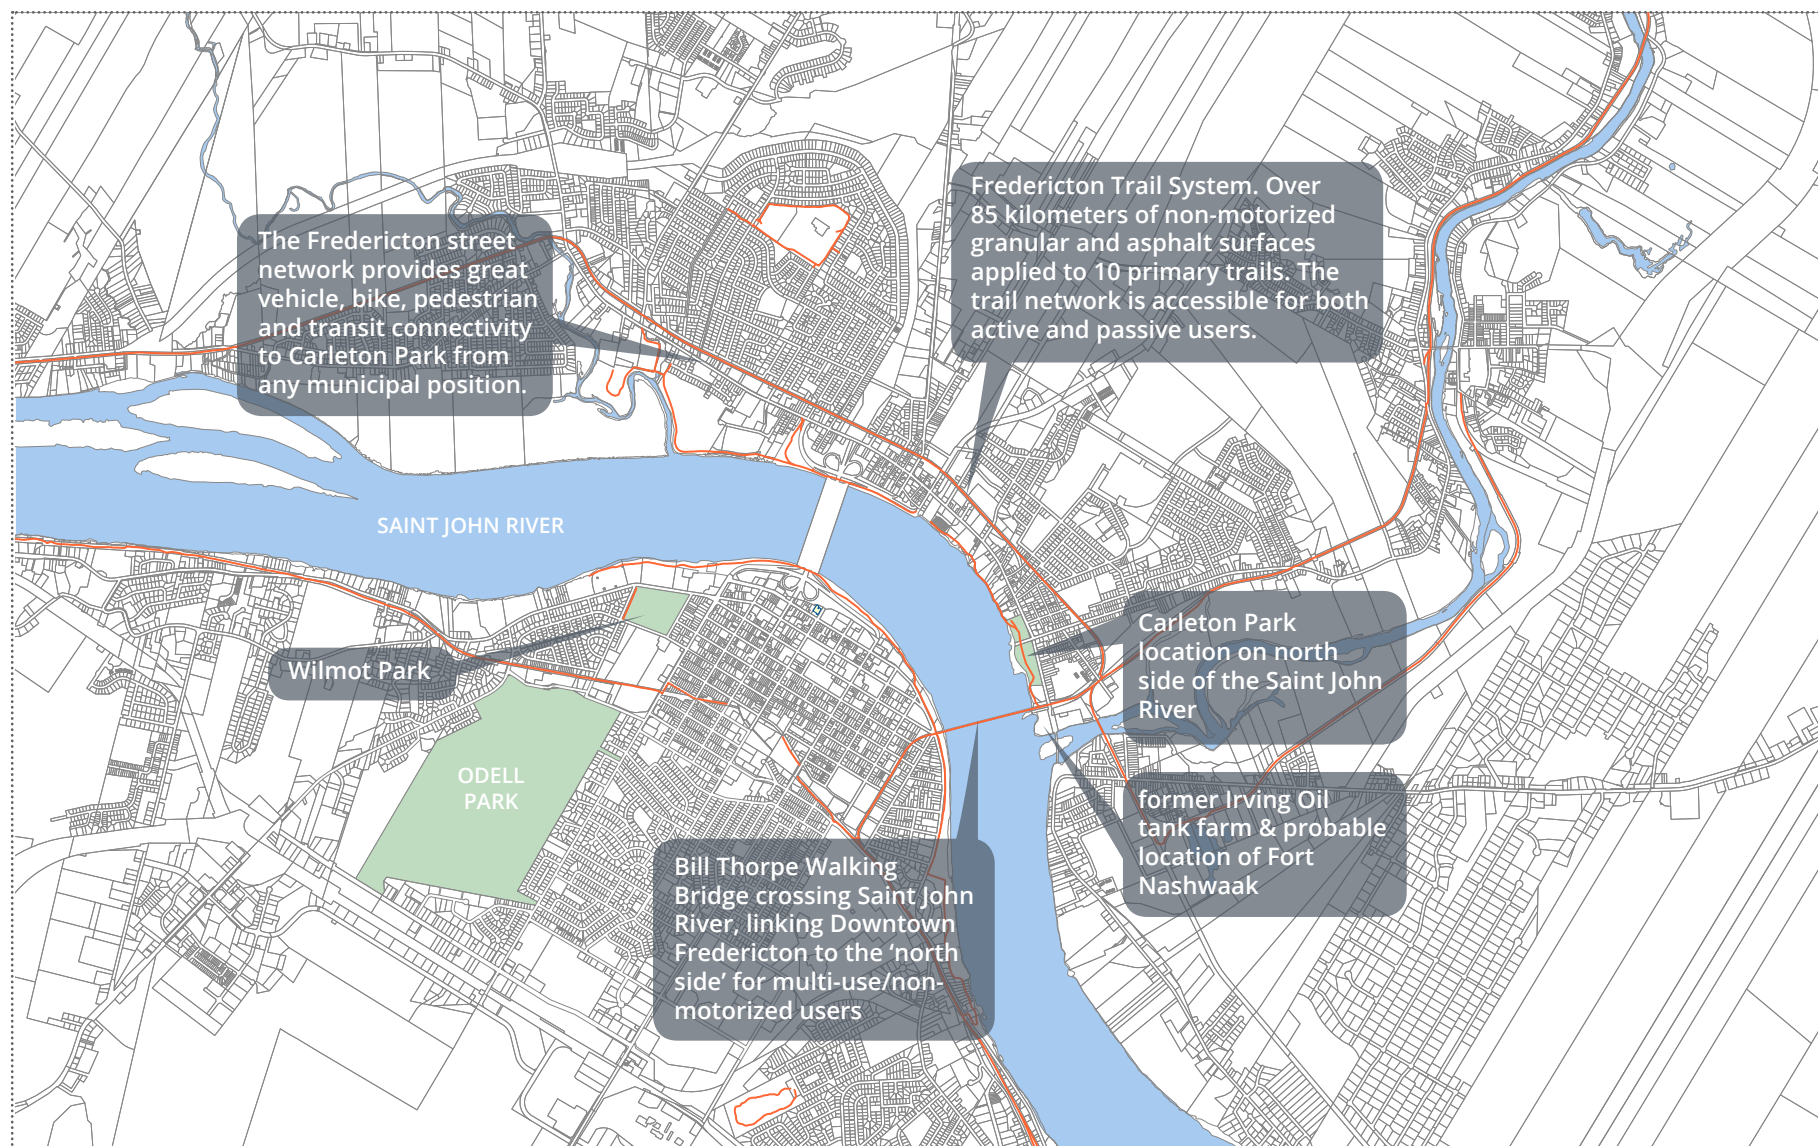 Fredericton Trail System. Over
85 kilometers of non-motorized
granular and asphalt surfaces
applied to 10 primary trails. The
trail network is accessible for both
active and passive users.
The Fredericton street
network provides great
vehicle, bike, pedestrian
and transit connectivity
to Carleton Park from
any municipal position.
SAINT JOHN RIVER
Wilmot Park
Carleton Park
location on north
side of the Saint John
River
ODELL
PARK
former Irving Oil
tank farm & probable
location of Fort
Nashwaak
Bill Thorpe Walking
Bridge crossing Saint John
River, linking Downtown
Fredericton to the ‘north
side’ for multi-use/non-
motorized users